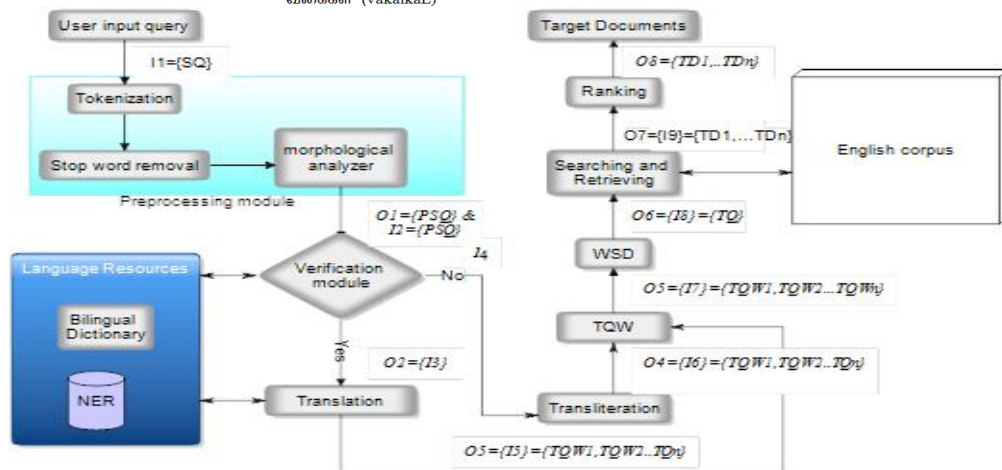 (vakaikaL)
User input query
I1={SQ}
Tokenization
Stop word removal
morphological
analyzer
Preprocessing module
O1={PSQ} &
I2={PSQ}
I4
Language Resources
Verification
module
No
Bilingual
Dictionary
Yes
O2={I3}
NER
Translation
O5={I5}={TQW1,TQW2..TQn}
Target Documents
O8={TD1,..TDn}
Ranking
O7={I9}={TD1,...TDn}
Searching and
Retrieving
English corpus
O6={I8}={TQ}
WSD
O5={I7}={TQW1,TQW2...TQWn}
TQW
O4={I6}={TQW1,TQW2..TQn}
Transliteration